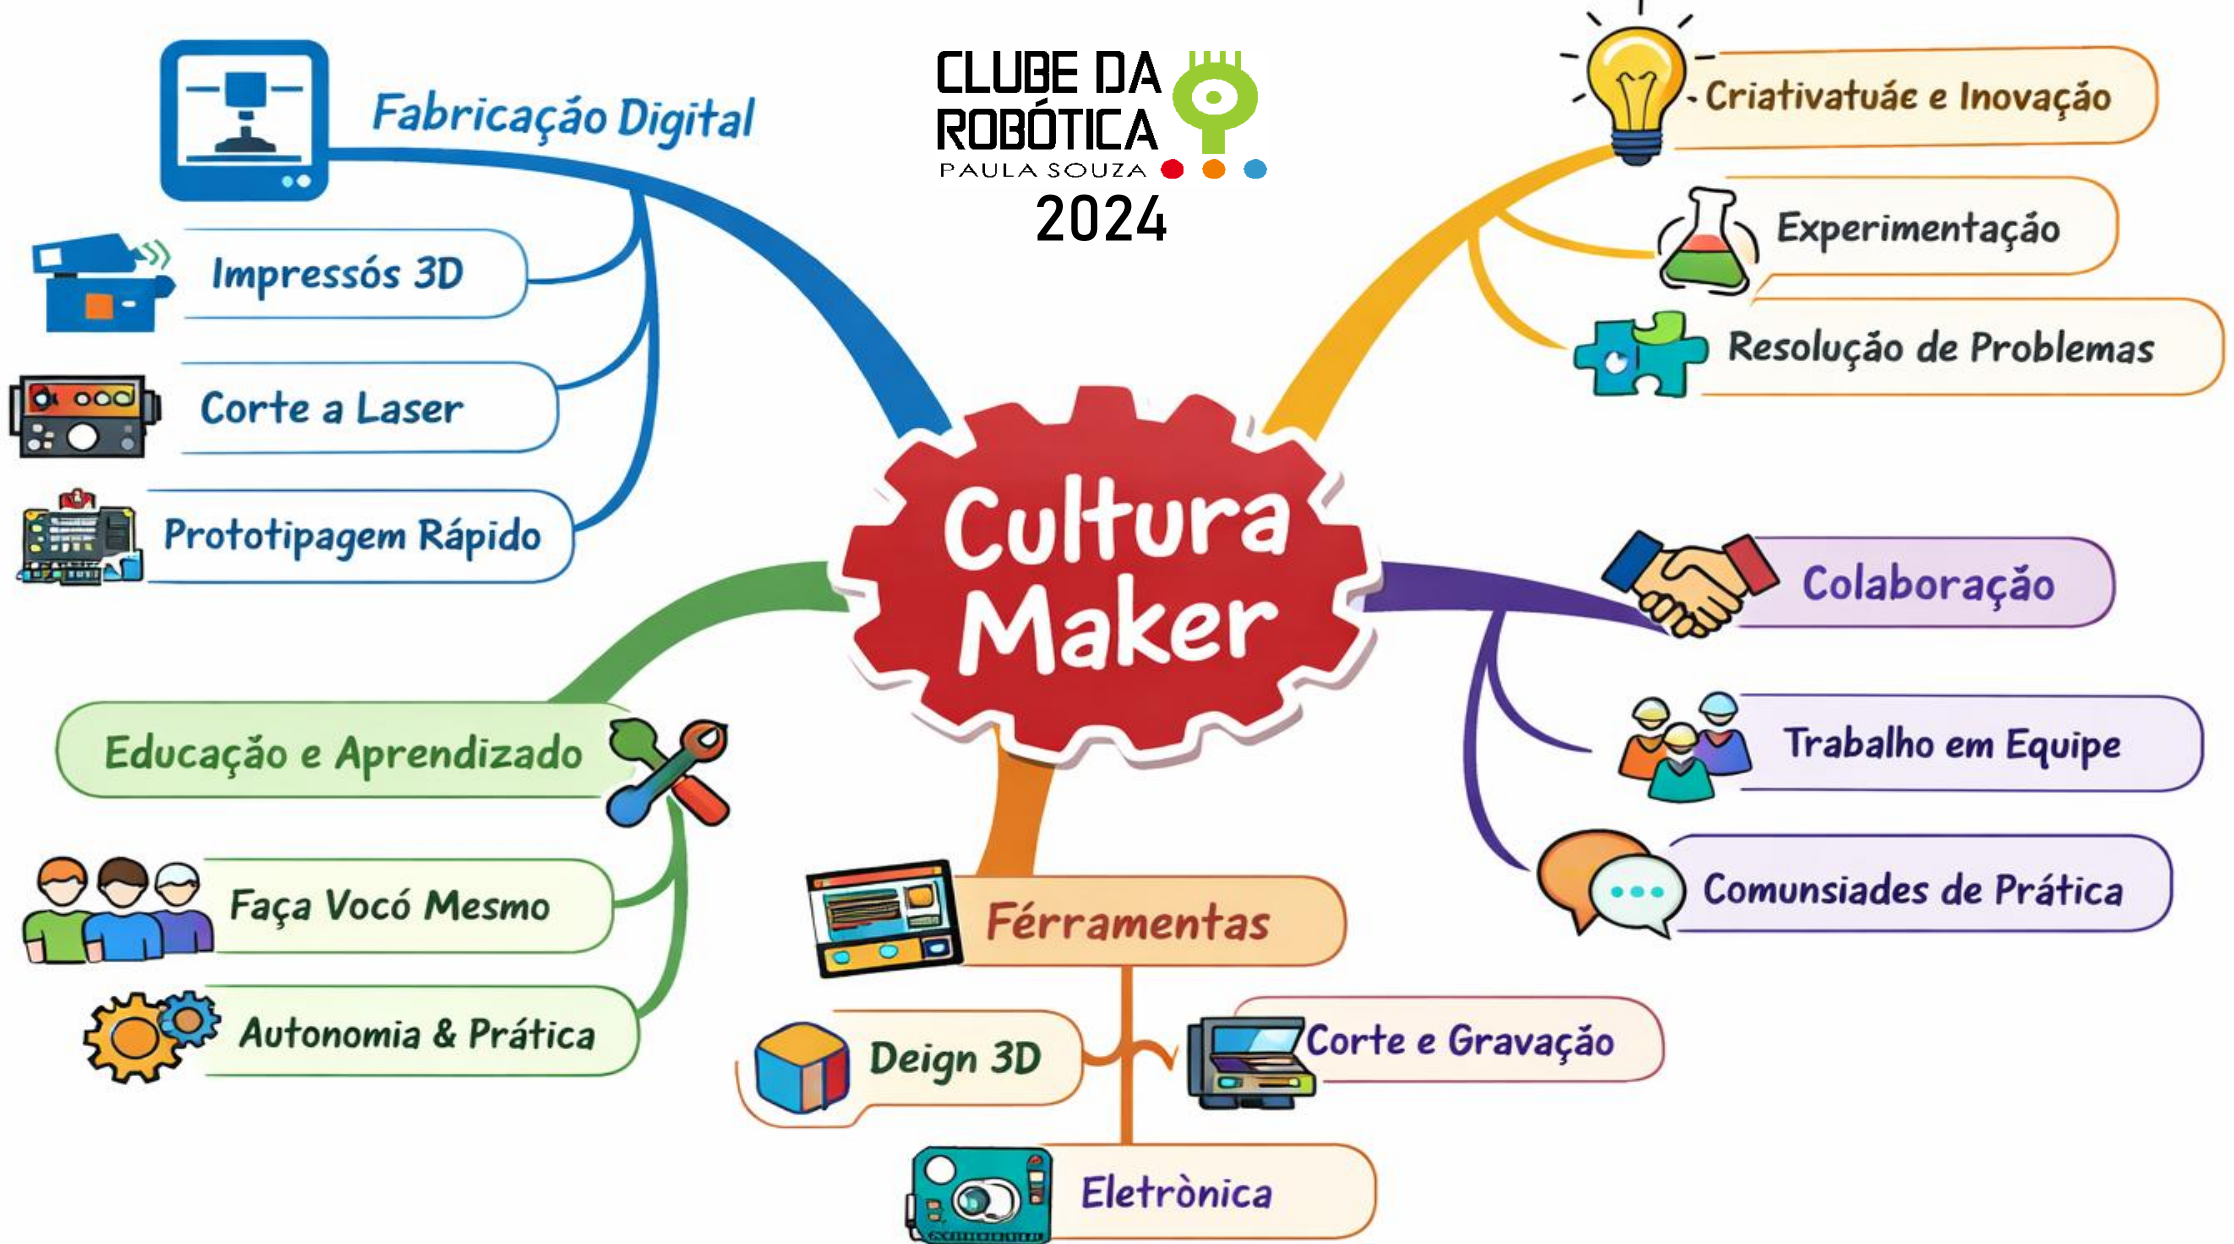 CLUBE DA
ROBÓTICA
PAULA SOUZA
2024
Cultura
Maker
Fabricação Digital
Impressós 3D
Corte a Laser
Prototipagem Rápido
Criativatuáe e Inovação
Experimentação
Resolução de Problemas
Colaboração
Trabalho em Equipe
Comunsiades de Prática
Educação e Aprendizado
Faça Vocó Mesmo
Autonomia & Prática
Férramentas
Deign 3D
Corte e Gravação
Eletrònica